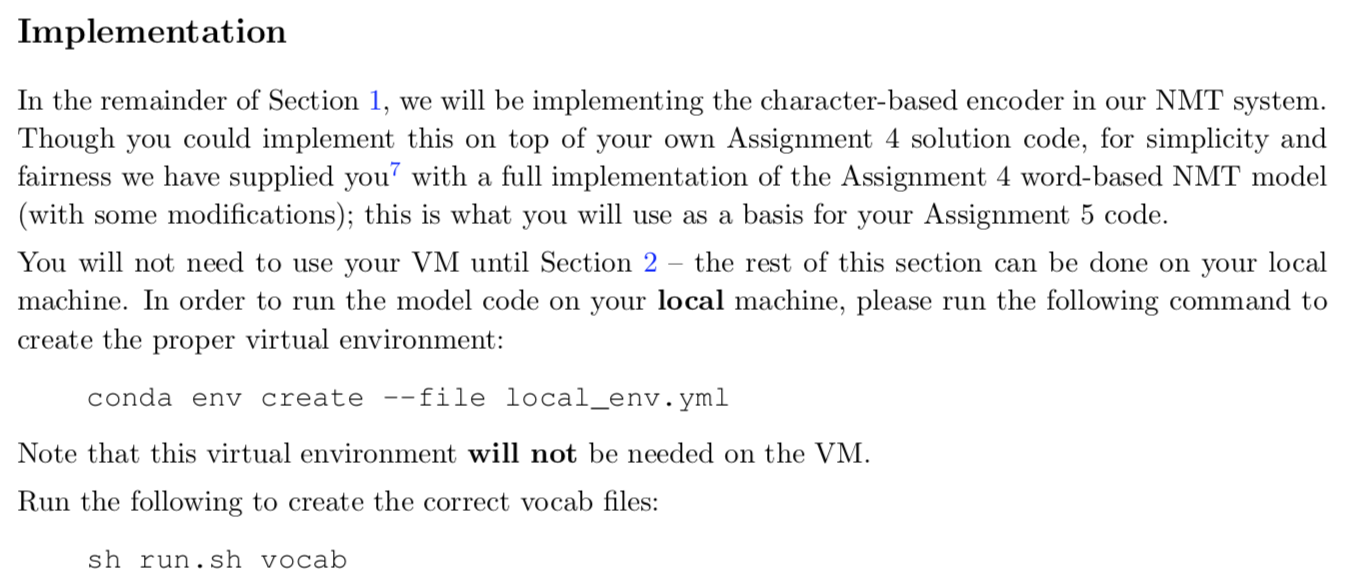 Implementation
In the remainder of Section 1, we will be implementing the character-based encoder in our NMT system.
Though you could implement this on top of your own Assignment 4 solution code, for simplicity and
fairness we have supplied you7 with a full implementation of the Assignment 4 word-based NMT model
(with some modifications); this is what you will use as a basis for your Assignment 5 code.
You will not need to use your VM until Section 2 – the rest of this section can be done on your local
machine. In order to run the model code on your local machine, please run the following command to
create the proper virtual environment:
conda env create --file local_env.yml
Note that this virtual environment will not be needed on the VM.
Run the following to create the correct vocab files:
sh run.sh vocab